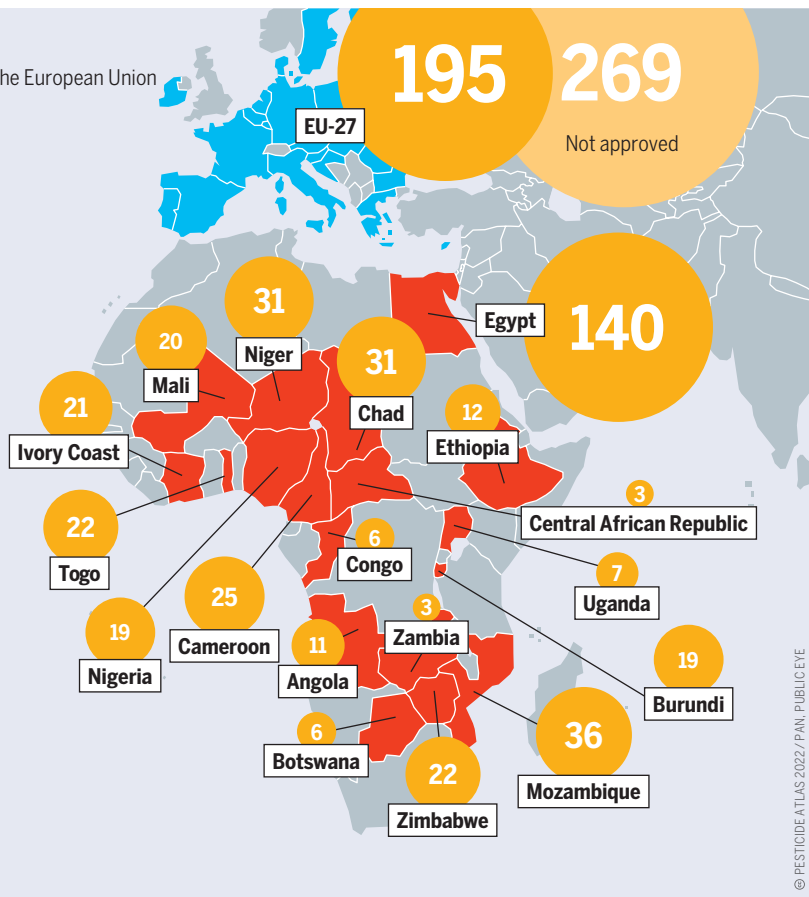 he European Union
195
269
Not approved
EU-27
140
Egypt
31
Niger
20
Mali
31
Chad
21
Ivory Coast
12
Ethiopia
3
Central African Republic
22
Togo
6
Congo
7
Uganda
25
Cameroon
19
Nigeria
3
Zambia
11
Angola
19
Burundi
6
Botswana
36
Mozambique
22
Zimbabwe
© PESTICIDE ATLAS 2022 / PAN, PUBLIC EYE